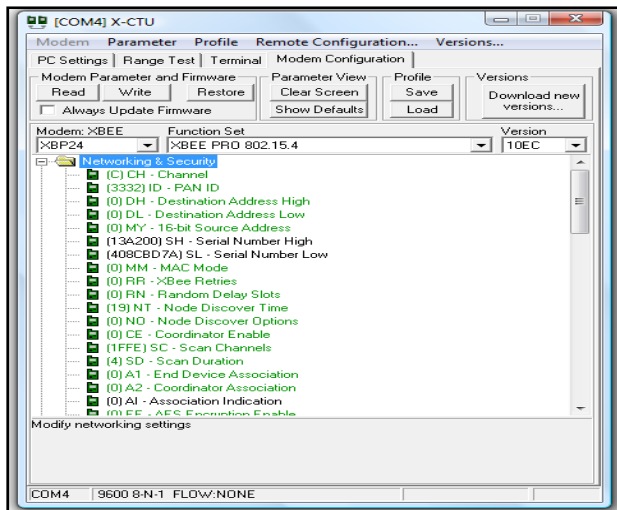 [COM4] X-CTU
Modem Parameter Profile Remote Configuration... Versions...
PC Settings Range Test Terminal Modem Configuration
Modem Parameter and Firmware Parameter View Profile Versions
Read Write Restore Clear Screen Save Download new versions...
Always Update Firmware Show Defaults Load
Modem: XBEE Function Set Version
XBP24 XBEE PRO 802.15.4 10EC
Networking & Security
(C) CH - Channel
(3332) ID - PAN ID
(0) DH - Destination Address High
(0) DL - Destination Address Low
(0) MY - 16-bit Source Address
(13A200) SH - Serial Number High
(408CBD7A) SL - Serial Number Low
(0) MM - MAC Mode
(0) RR - XBee Retries
(0) RN - Random Delay Slots
(19) NT - Node Discover Time
(0) NO - Node Discover Options
(0) CE - Coordinator Enable
(1FFE) SC - Scan Channels
(4) SD - Scan Duration
(0) A1 - End Device Association
(0) A2 - Coordinator Association
(0) AI - Association Indication
(0) EE - AES Encryption Enable
Modify networking settings
COM4 9600 8-N-1 FLOW:NONE